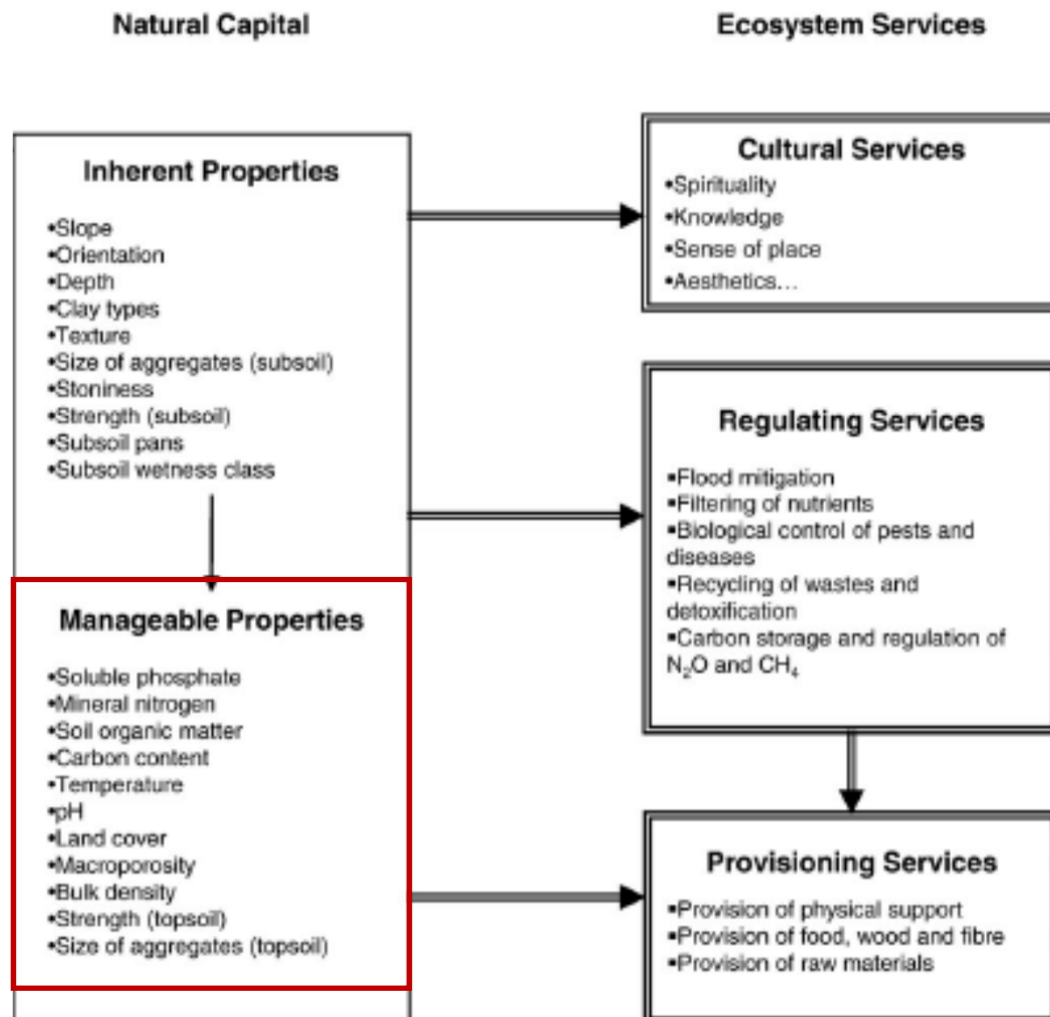 Natural Capital
Ecosystem Services
Inherent Properties
•Slope
•Orientation
•Depth
•Clay types
•Texture
•Size of aggregates (subsoil)
•Stoniness
•Strength (subsoil)
•Subsoil pans
•Subsoil wetness class
Manageable Properties
•Soluble phosphate
•Mineral nitrogen
•Soil organic matter
•Carbon content
•Temperature
•pH
•Land cover
•Macroporosity
•Bulk density
•Strength (topsoil)
•Size of aggregates (topsoil)
Cultural Services
•Spirituality
•Knowledge
•Sense of place
•Aesthetics…
Regulating Services
▪Flood mitigation
▪Filtering of nutrients
▪Biological control of pests and
diseases
▪Recycling of wastes and
detoxification
▪Carbon storage and regulation of
N₂O and CH₄
Provisioning Services
▪Provision of physical support
▪Provision of food, wood and fibre
▪Provision of raw materials